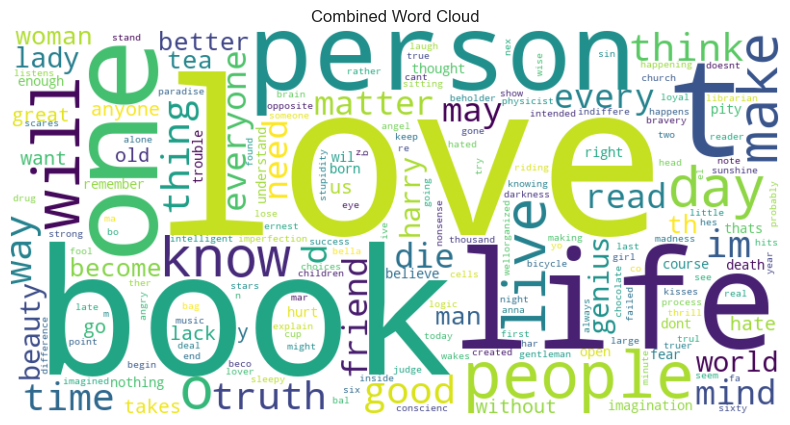 Combined Word Cloud
woman
lady
tea
better
person
think
make
stand
listens
enough
paradise
brain
rather
laugh
true
cant
sitting
show
nex
wise
sin
happening
church
doesnt
great
anyone
thing
everyone
matter
thought
opposite
someone
may
every
beholder
physicist
intended
indiffere
happens
bravery
loyal
pity
librarian
t
one
will
love
scares
want
old
alone
trouble
need
found
understand
us
wil
born
angel
keep
re
gone
hated
try
riding
right
two
reader
note
sunshine
remember
stupidity
eye
harry
going
nonsense
knowing
darkness
read
day
head
el
probably
drug
strong
ma
bo
lose
ernest
ive
thousand
live
th
little
thats
hes
hits
year
way
become
fool
know
intelligent
imperfection
success
bella
choices
children
d
die
believe
cells
wellorganized
making
yo
bicycle
genius
last
girl
madness
im
death
beauty
difference
book
life
ther
angry
stars
n
mar
friend
logic
night
anna
always
chocolate
co
failed
course
kisses
process
see
thrill
real
late
m
go
point
bag
music
lack
deal
end
y
hurt
explain
cup
might
man
today
first
har
gentleman
created
large
open
dont
fear
trul
truer
hate
time
imagined
nothing
begin
beco
lover
o
truth
sleepy
six
inside
judge
wakes
good
people
minute
seem
fa
world
mind
takes
bal
conscienc
without
imagination
sixty